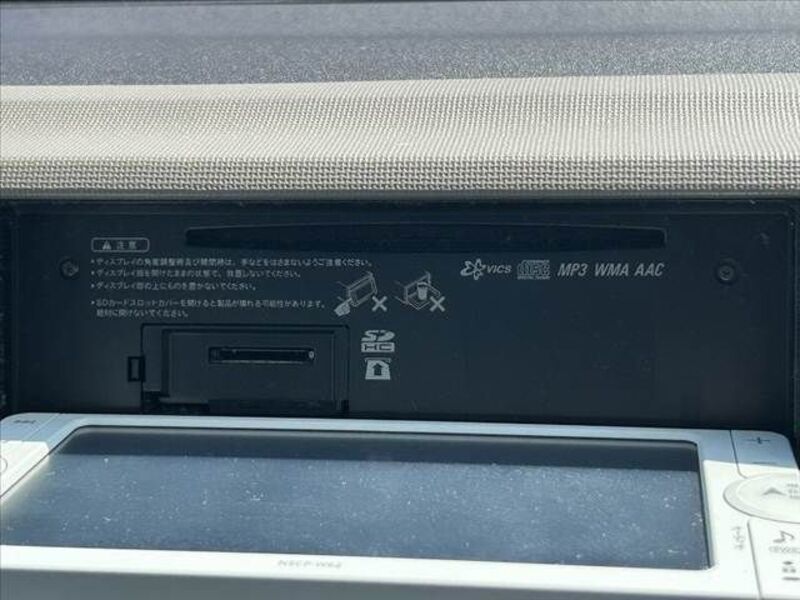 ⚠注意
▸ディスプレイの角度調整時及び開閉時は、手などをはさまないようご注意ください。
▸ディスプレイ部を開けたままの状態で、放置しないでください。
▸ディスプレイ部の上にものを置かないでください。
▸SDカードスロットカバーを開けると製品が壊れる可能性があります。
絶対に開けないでください。
VICS disc MP3 WMA AAC
SD
HC
NSCP-W64